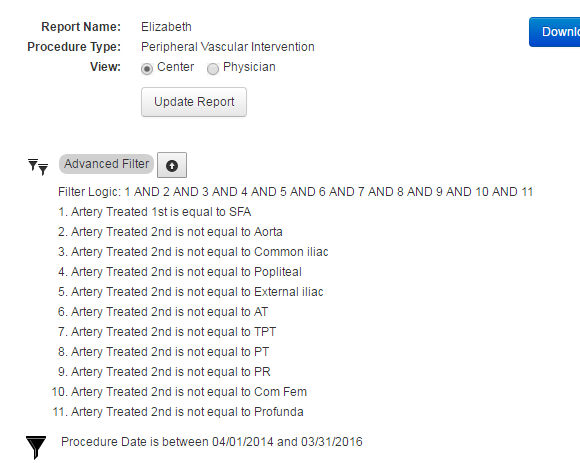 Report Name: Elizabeth
Procedure Type: Peripheral Vascular Intervention
View: Center Physician
Update Report
Advanced Filter
Filter Logic: 1 AND 2 AND 3 AND 4 AND 5 AND 6 AND 7 AND 8 AND 9 AND 10 AND 11
1. Artery Treated 1st is equal to SFA
2. Artery Treated 2nd is not equal to Aorta
3. Artery Treated 2nd is not equal to Common iliac
4. Artery Treated 2nd is not equal to Popliteal
5. Artery Treated 2nd is not equal to External iliac
6. Artery Treated 2nd is not equal to AT
7. Artery Treated 2nd is not equal to TPT
8. Artery Treated 2nd is not equal to PT
9. Artery Treated 2nd is not equal to PR
10. Artery Treated 2nd is not equal to Com Fem
11. Artery Treated 2nd is not equal to Profunda
Procedure Date is between 04/01/2014 and 03/31/2016